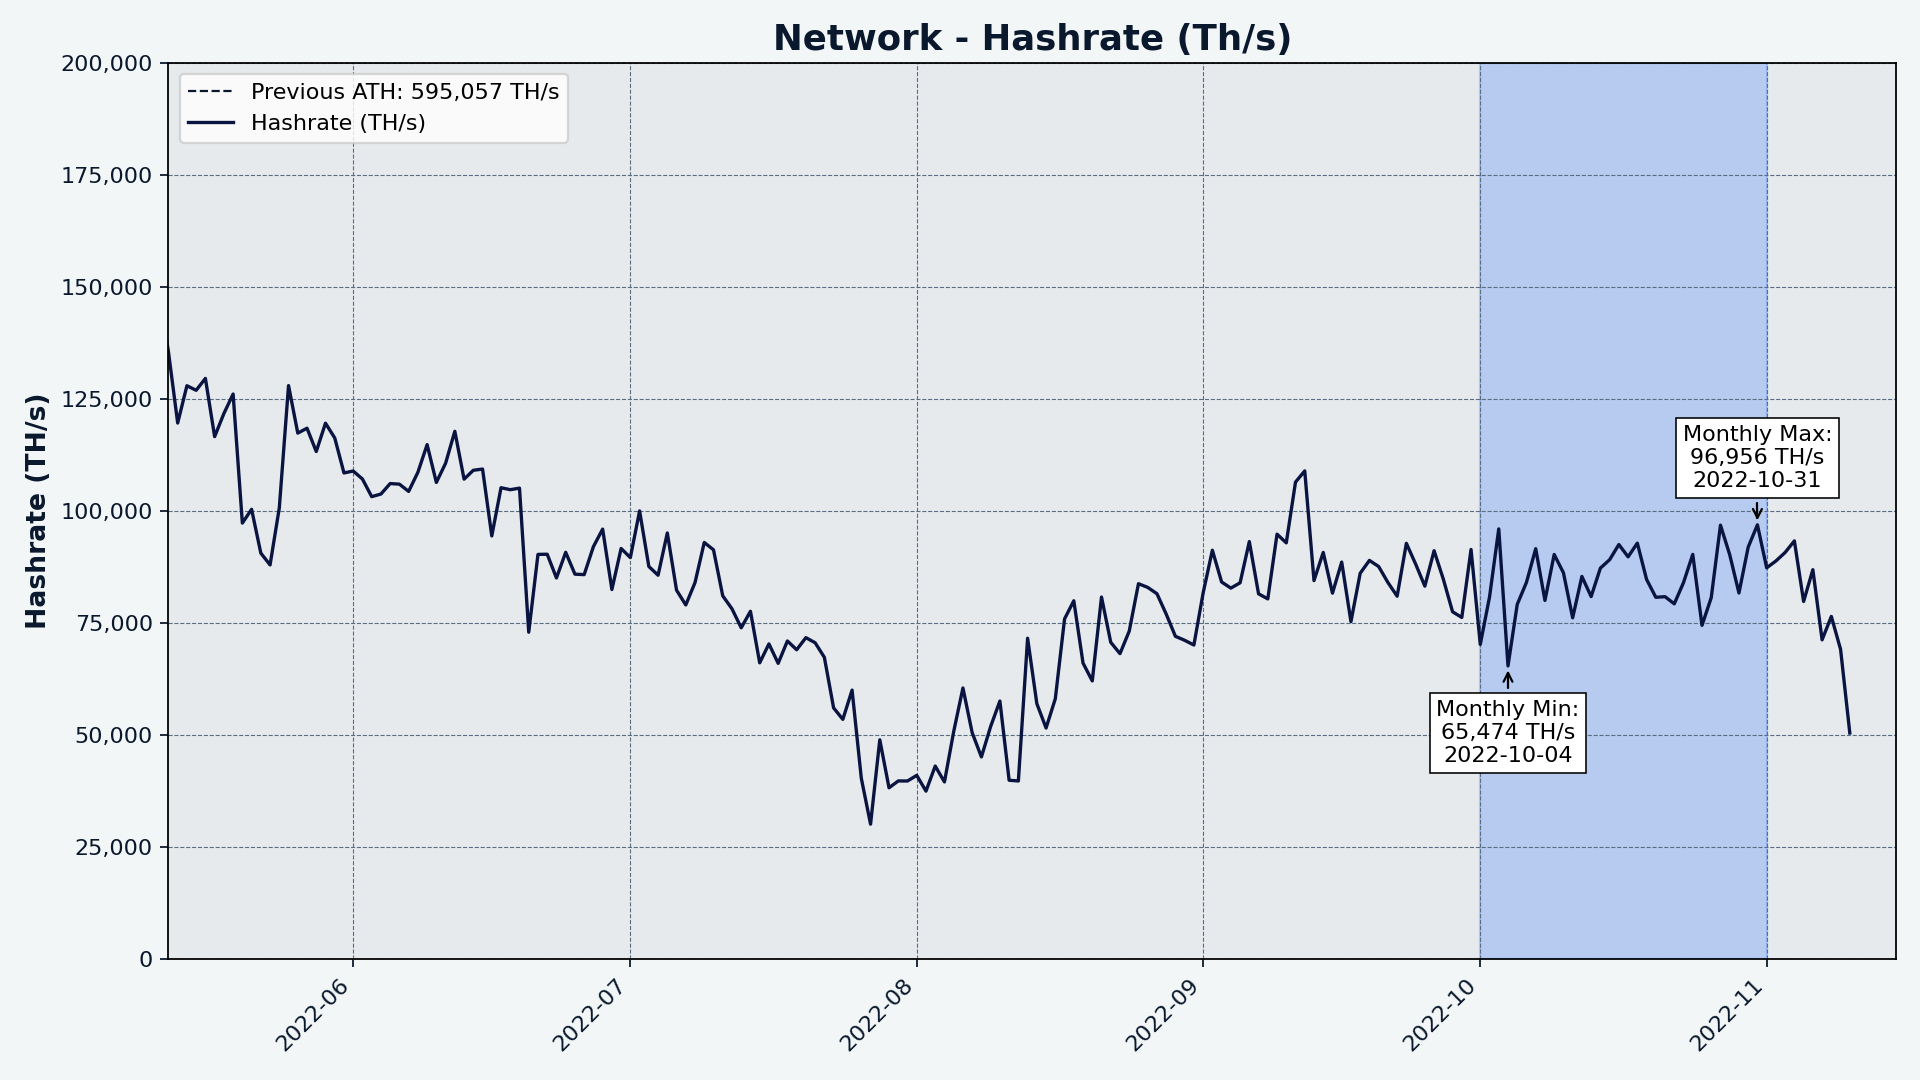 Network - Hashrate (Th/s)
Previous ATH: 595,057 TH/s
Hashrate (TH/s)
Hashrate (TH/s)
200,000
175,000
150,000
125,000
100,000
75,000
50,000
25,000
0
Monthly Max:
96,956 TH/s
2022-10-31
Monthly Min:
65,474 TH/s
2022-10-04
2022-06
2022-07
2022-08
2022-09
2022-10
2022-11